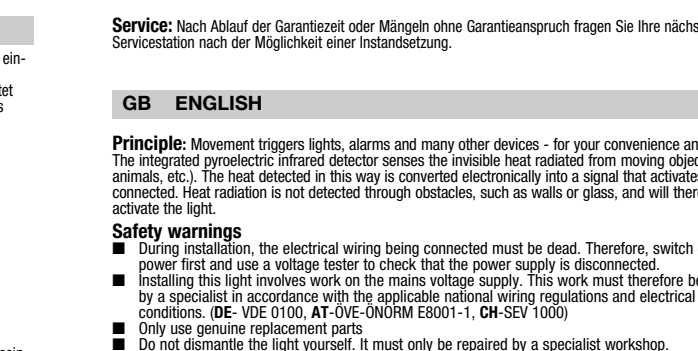 ein-
tet
s
Service: Nach Ablauf der Garantiezeit oder Mängeln ohne Garantieanspruch fragen Sie Ihre nächs
Servicestation nach der Möglichkeit einer Instandsetzung.
GB ENGLISH
Principle: Movement triggers lights, alarms and many other devices - for your convenience an
The integrated pyroelectric infrared detector senses the invisible heat radiated from moving objec
animals, etc.). The heat detected in this way is converted electronically into a signal that activates
connected. Heat radiation is not detected through obstacles, such as walls or glass, and will there
activate the light.
Safety warnings
■ During installation, the electrical wiring being connected must be dead. Therefore, switch
power first and use a voltage tester to check that the power supply is disconnected.
■ Installing this light involves work on the mains voltage supply. This work must therefore be
by a specialist in accordance with the applicable national wiring regulations and electrical
conditions. (DE- VDE 0100, AT-ÖVE-ÖNORM E8001-1, CH-SEV 1000)
■ Only use genuine replacement parts
■ Do not dismantle the light yourself. It must only be repaired by a specialist workshop.